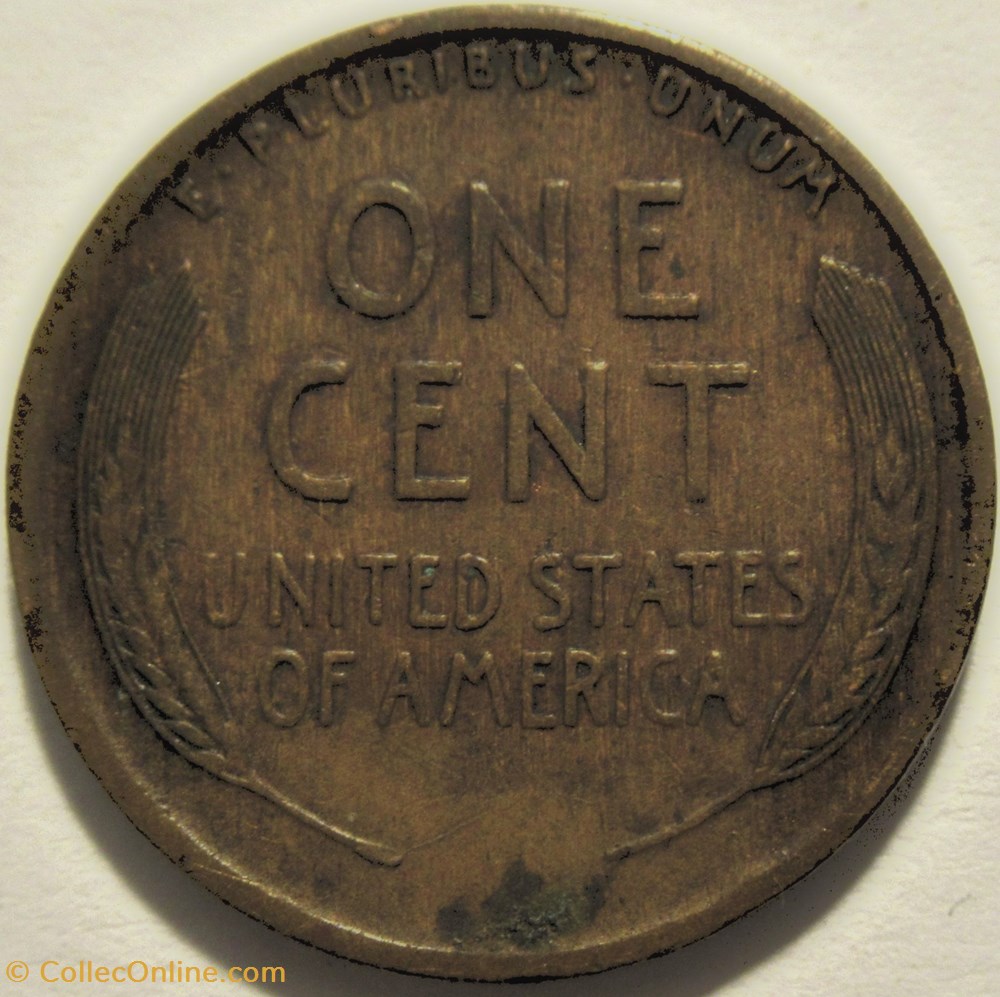 E · PLURIBUS · UNUM
ONE
CENT
UNITED STATES
OF AMERICA
© CollecOnline.com